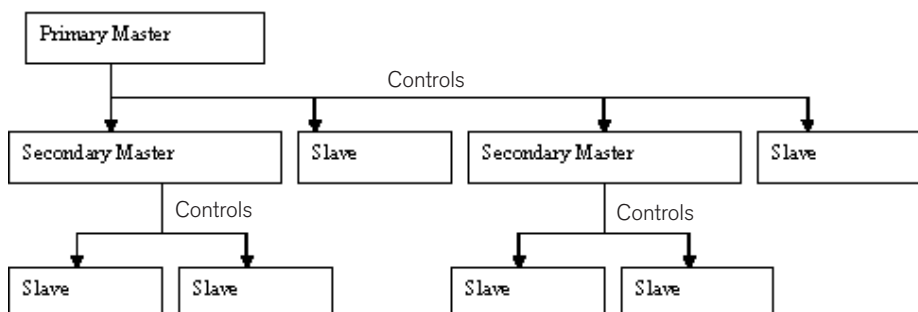 Primary Master
Controls
Secondary Master
Slave
Secondary Master
Slave
Controls
Controls
Slave
Slave
Slave
Slave